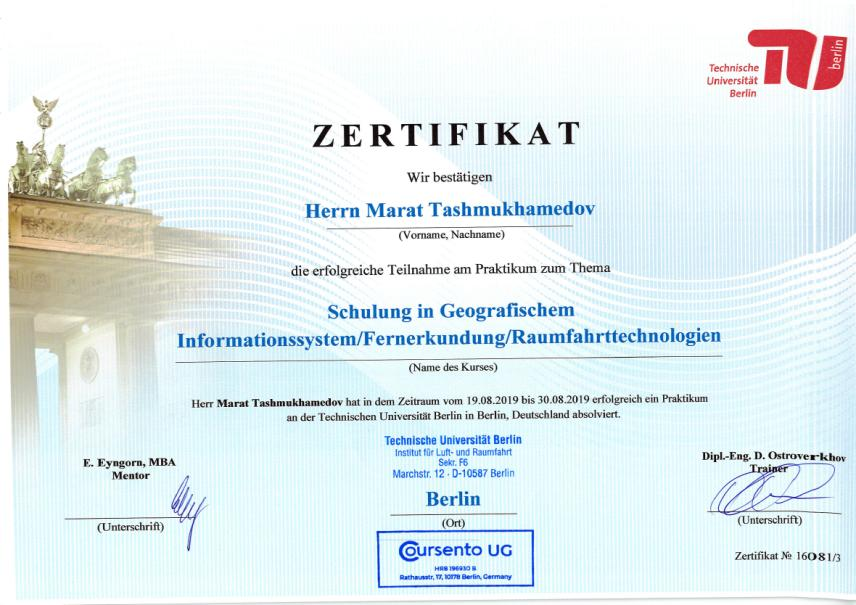 Technische
Universität
Berlin
berlin
ZERTIFIKAT
Wir bestätigen
Herrn Marat Tashmukhamedov
(Vorname, Nachname)
die erfolgreiche Teilnahme am Praktikum zum Thema
Schulung in Geografischem
Informationssystem/Fernerkundung/Raumfahrttechnologien
(Name des Kurses)
Herr Marat Tashmukhamedov hat in dem Zeitraum vom 19.08.2019 bis 30.08.2019 erfolgreich ein Praktikum
an der Technischen Universität Berlin in Berlin, Deutschland absolviert.
E. Eyngorn, MBA
Mentor
(Unterschrift)
Technische Universität Berlin
Institut für Luft- und Raumfahrt
Sekr. F6
Marchstr. 12 · D-10587 Berlin
Berlin
(Ort)
Coursento UG
HRB 196930 B
Rathausstr, 17, 10178 Berlin, Germany
Dipl.-Eng. D. Ostroverkhov
Trainer
(Unterschrift)
Zertifikat № 16081/3